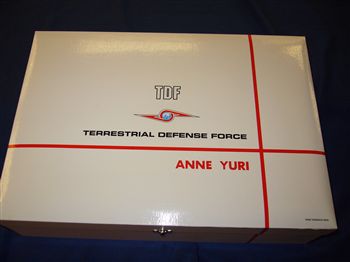 TDF
TERRESTRIAL DEFENSE FORCE
ANNE YURI